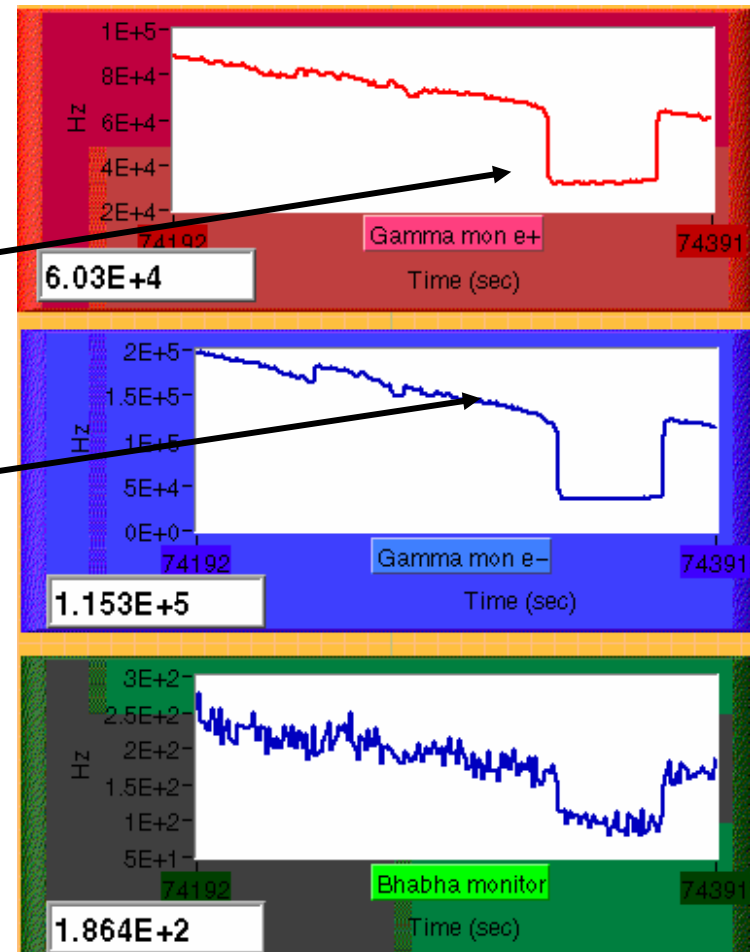 1E+5
8E+4
Hz
6E+4
4E+4
2E+4
74192
Gamma mon e+
74391
6.03E+4
Time (sec)
2E+5
1.5E+5
Hz
1E+5
5E+4
0E+0
74192
Gamma mon e−
74391
1.153E+5
Time (sec)
3E+2
2.5E+2
2E+2
Hz
1.5E+2
1E+2
5E+1
74192
Bhabha monitor
74391
1.864E+2
Time (sec)